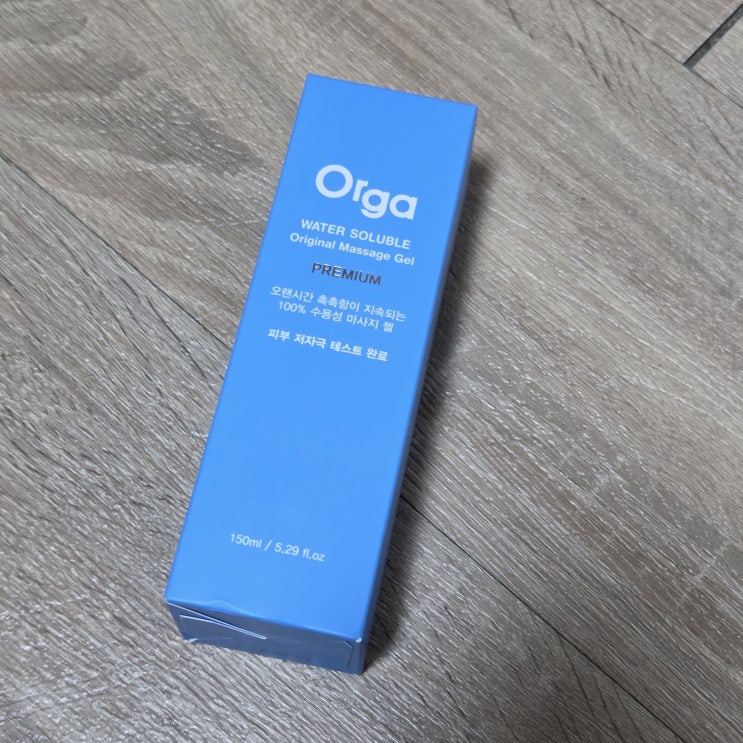 Orga
WATER SOLUBLE
Original Massage Gel
PREMIUM
오랜시간 촉촉함이 지속되는
100% 수용성 마사지 젤
피부 저자극 테스트 완료
150ml / 5.29 fl.oz